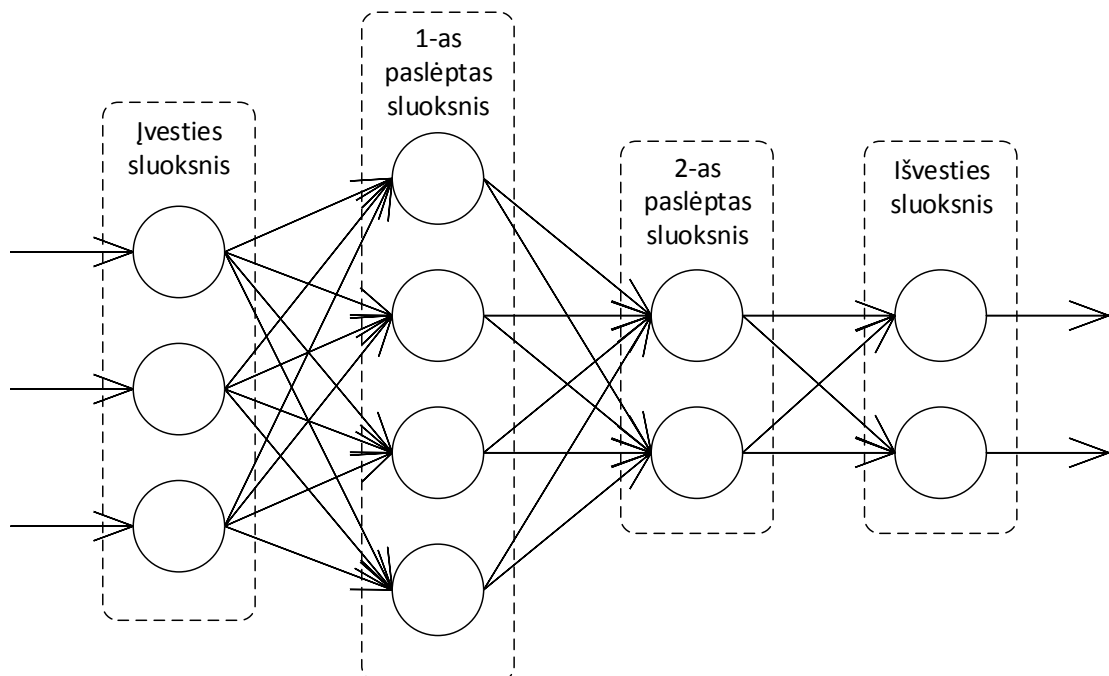 Įvesties
sluoksnis
1-as
paslėptas
sluoksnis
2-as
paslėptas
sluoksnis
Išvesties
sluoksnis